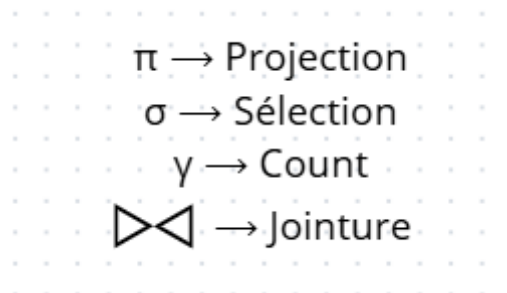 π → Projection
σ → Sélection
γ → Count
⋈ → Jointure